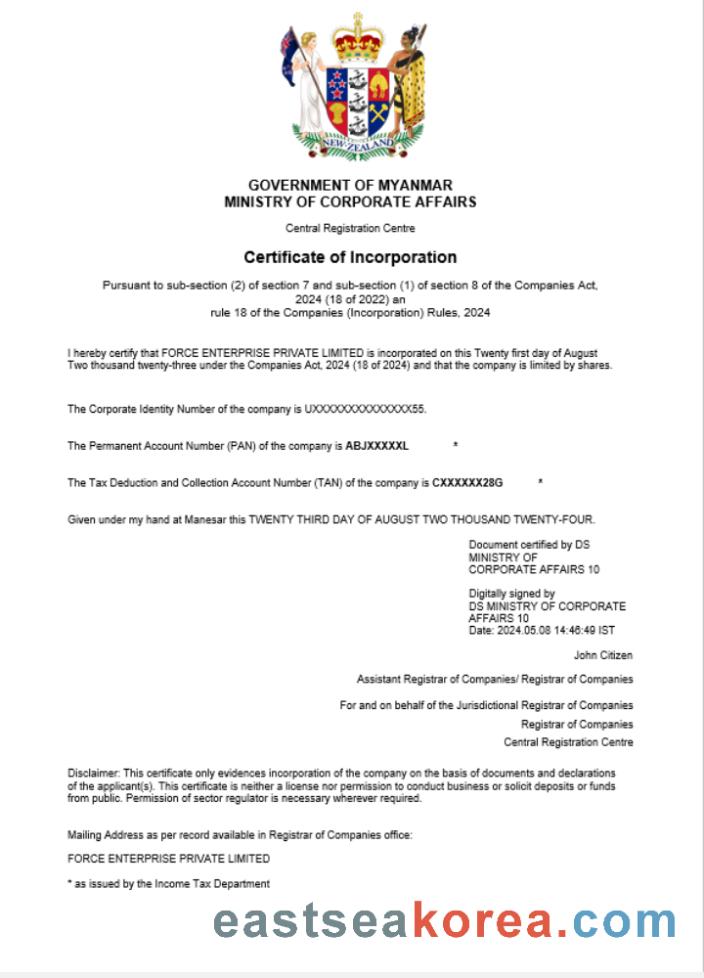 NEW ZEALAND
GOVERNMENT OF MYANMAR
MINISTRY OF CORPORATE AFFAIRS
Central Registration Centre
Certificate of Incorporation
Pursuant to sub-section (2) of section 7 and sub-section (1) of section 8 of the Companies Act,
2024 (18 of 2022) an
rule 18 of the Companies (Incorporation) Rules, 2024
I hereby certify that FORCE ENTERPRISE PRIVATE LIMITED is incorporated on this Twenty first day of August
Two thousand twenty-three under the Companies Act, 2024 (18 of 2024) and that the company is limited by shares.
The Corporate Identity Number of the company is UXXXXXXXXXXXXXX55.
The Permanent Account Number (PAN) of the company is ABJXXXXXL *
The Tax Deduction and Collection Account Number (TAN) of the company is CXXXXXX28G *
Given under my hand at Manesar this TWENTY THIRD DAY OF AUGUST TWO THOUSAND TWENTY-FOUR.
Document certified by DS
MINISTRY OF
CORPORATE AFFAIRS 10
Digitally signed by
DS MINISTRY OF CORPORATE
AFFAIRS 10
Date: 2024.05.08 14:46:49 IST
John Citizen
Assistant Registrar of Companies/ Registrar of Companies
For and on behalf of the Jurisdictional Registrar of Companies
Registrar of Companies
Central Registration Centre
Disclaimer: This certificate only evidences incorporation of the company on the basis of documents and declarations
of the applicant(s). This certificate is neither a license nor permission to conduct business or solicit deposits or funds
from public. Permission of sector regulator is necessary wherever required.
Mailing Address as per record available in Registrar of Companies office:
FORCE ENTERPRISE PRIVATE LIMITED
* as issued by the Income Tax Department
eastseakorea.com